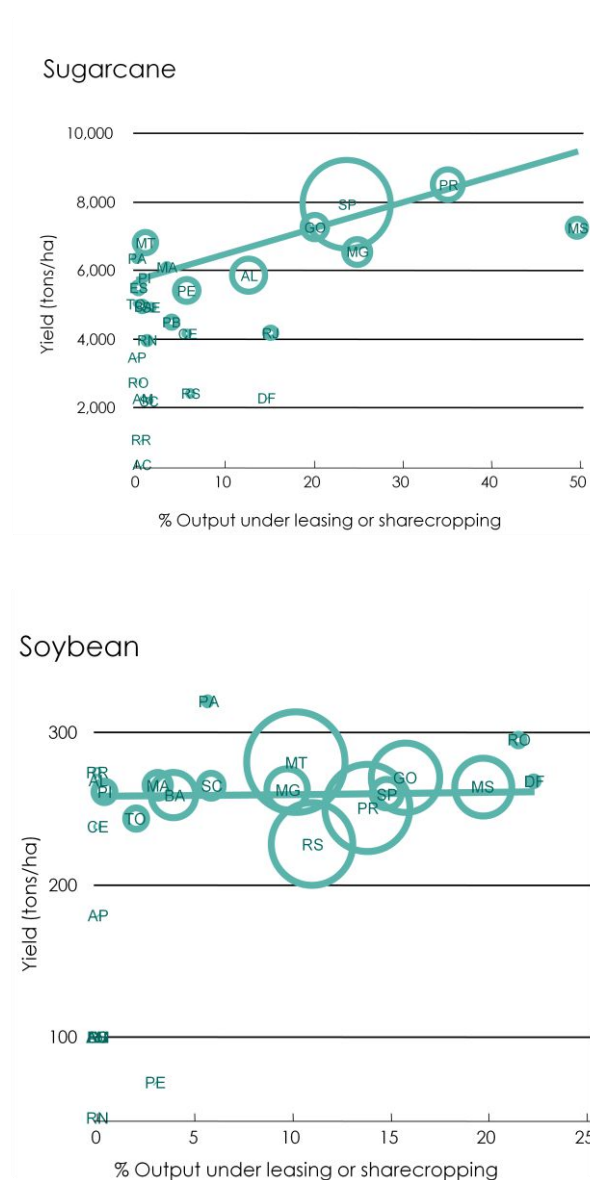 Sugarcane
10,000
8,000
6,000
4,000
2,000
Yield (tons/ha)
PR
SP
MS
GO
MT
MG
PA
MA
PI
AL
ES
PE
SE
PB
CE
RJ
RN
AP
RO
RS
DF
AM
SC
RR
AC
0 10 20 30 40 50
% Output under leasing or sharecropping
Soybean
300
200
100
Yield (tons/ha)
PA
RO
MT
RR
AL
PI
MA
BA
SC
MG
GO
SP
PR
MS
DF
TO
CE
RS
AP
PE
RN
0 5 10 15 20 25
% Output under leasing or sharecropping